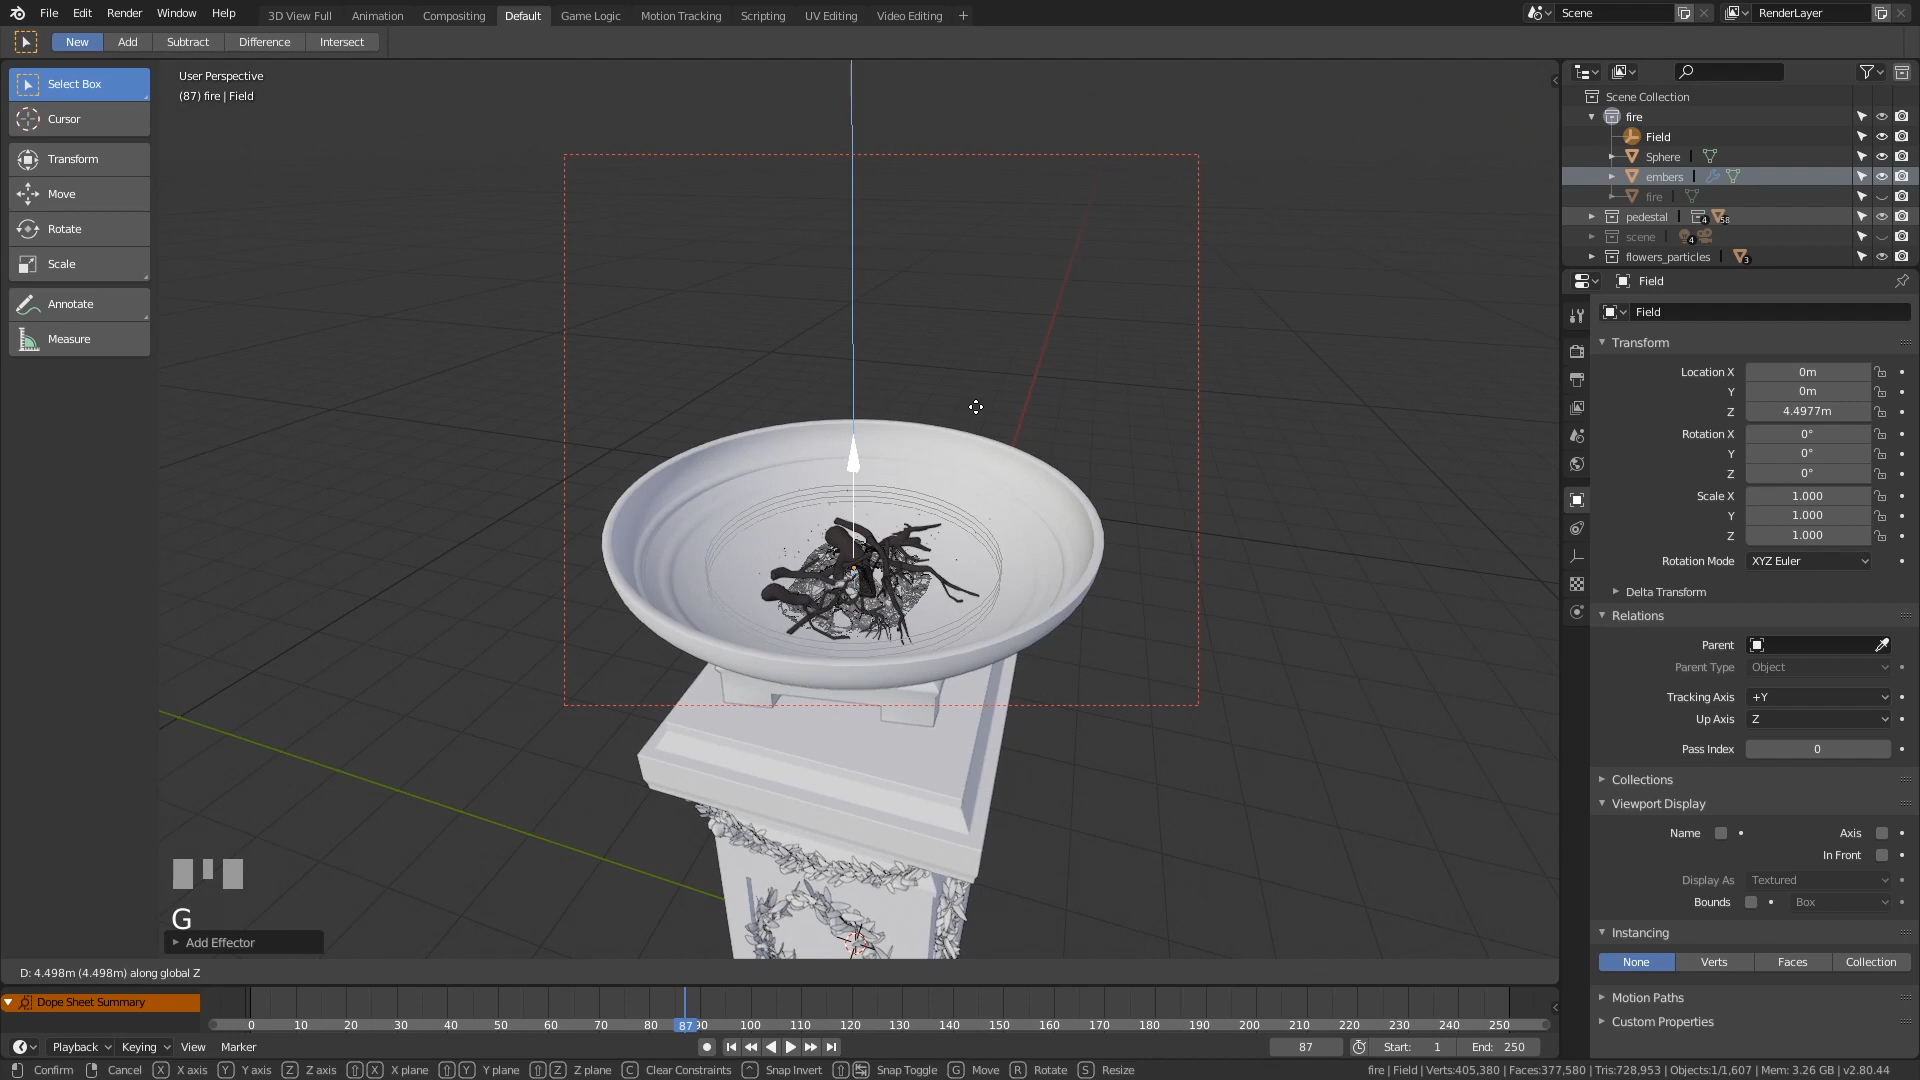 File Edit Render Window Help 3D View Full Animation Compositing Default Game Logic Motion Tracking Scripting UV Editing Video Editing + Scene RenderLayer
New Add Subtract Difference Intersect
Select Box
Cursor
Transform
Move
Rotate
Scale
Annotate
Measure
User Perspective
(87) fire | Field
G
Add Effector
D: 4.498m (4.498m) along global Z
Scene Collection
fire
Field
Sphere
embers
fire
pedestal 4 58
scene 4
flowers_particles 3
Field
Field
Transform
Location X 0m
Y 0m
Z 4.4977m
Rotation X 0°
Y 0°
Z 0°
Scale X 1.000
Y 1.000
Z 1.000
Rotation Mode XYZ Euler
Delta Transform
Relations
Parent
Parent Type Object
Tracking Axis +Y
Up Axis Z
Pass Index 0
Collections
Viewport Display
Name Axis
In Front
Display As Textured
Bounds Box
Instancing
None Verts Faces Collection
Motion Paths
Custom Properties
Dope Sheet Summary
0 10 20 30 40 50 60 70 80 87 90 100 110 120 130 140 150 160 170 180 190 200 210 220 230 240 250
Playback Keying View Marker 87 Start: 1 End: 250
Confirm Cancel X X axis Y Y axis Z Z axis X X plane Y Y plane Z Z plane C Clear Constraints Snap Invert Snap Toggle G Move R Rotate S Resize fire | Field | Verts:405,380 | Faces:377,580 | Tris:728,953 | Objects:1/1,607 | Mem: 3.26 GB | v2.80.44